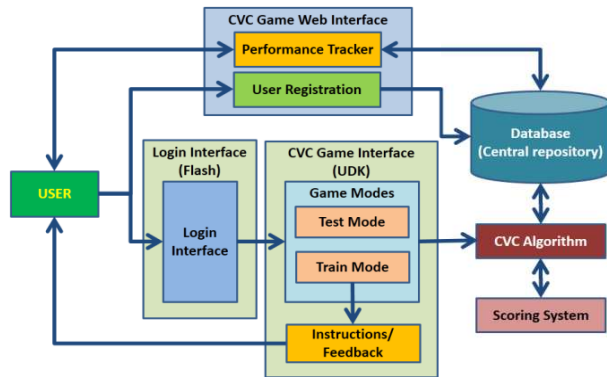 CVC Game Web Interface
Performance Tracker
User Registration
Database
(Central repository)
Login Interface
(Flash)
CVC Game Interface
(UDK)
USER
Login
Interface
Game Modes
Test Mode
Train Mode
CVC Algorithm
Instructions/
Feedback
Scoring System